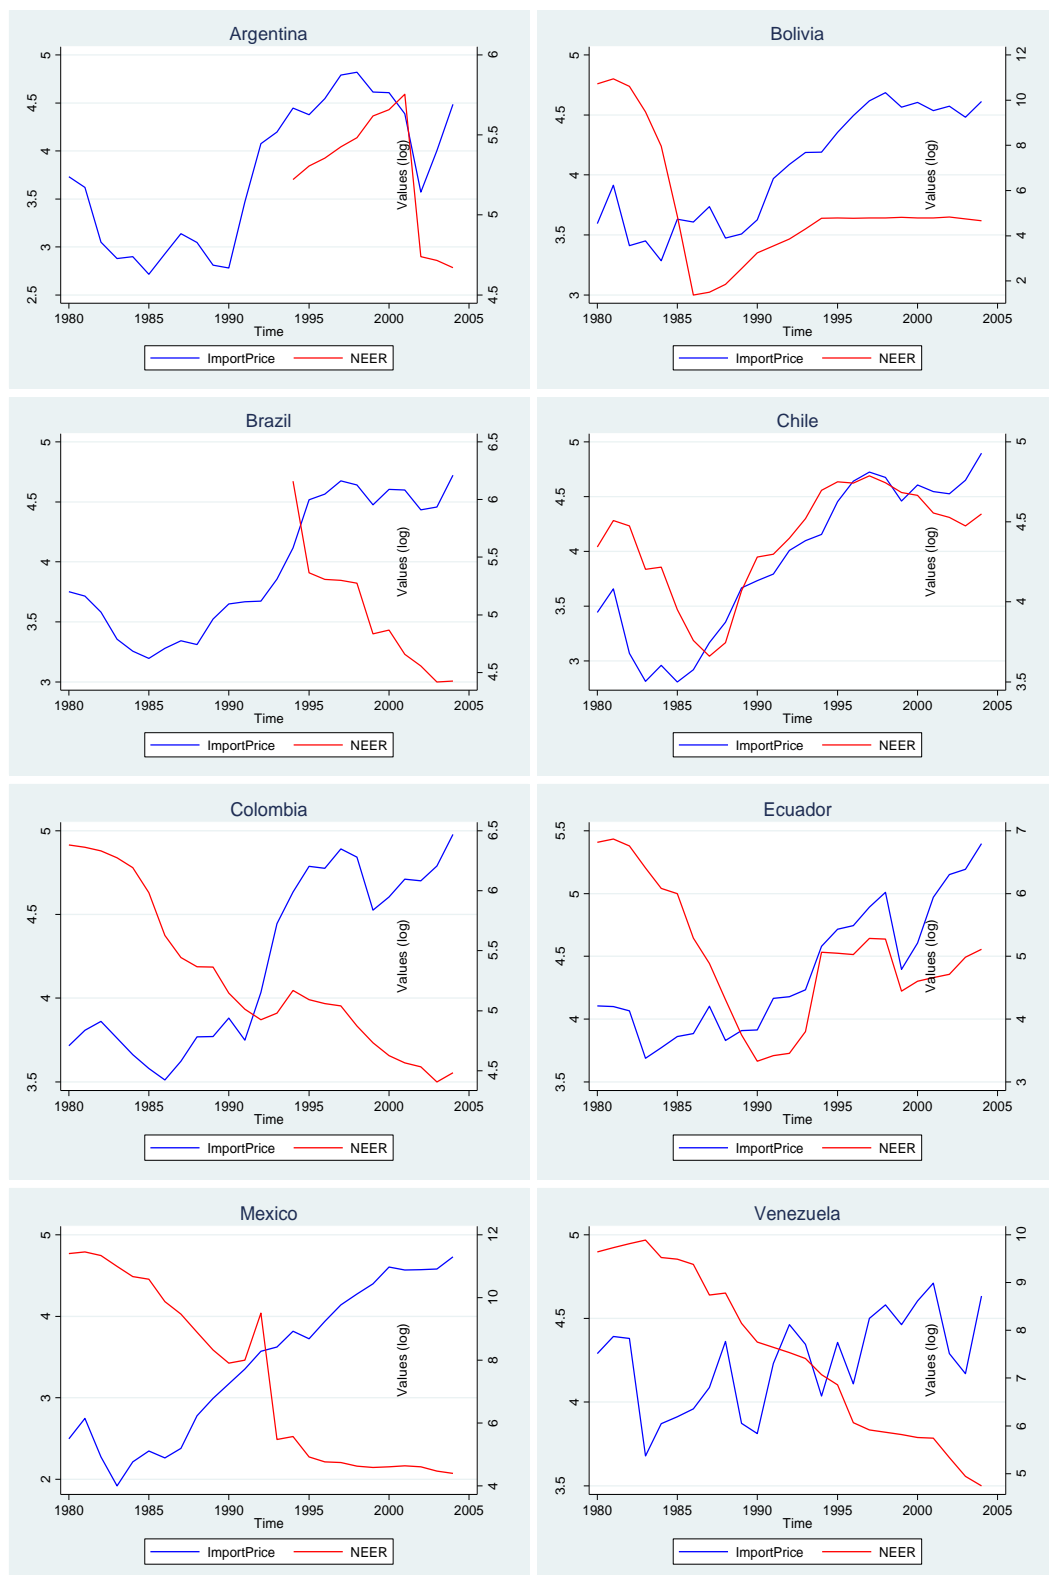 Argentina
5
4.5
4
3.5
3
2.5
6
5.5
5
4.5
Values (log)
1980 1985 1990 1995 2000 2005
Time
ImportPrice NEER
Bolivia
5
4.5
4
3.5
3
12
10
8
6
4
2
Values (log)
1980 1985 1990 1995 2000 2005
Time
ImportPrice NEER
Brazil
5
4.5
4
3.5
3
6.5
6
5.5
5
4.5
Values (log)
1980 1985 1990 1995 2000 2005
Time
ImportPrice NEER
Chile
5
4.5
4
3.5
3
5
4.5
4
3.5
Values (log)
1980 1985 1990 1995 2000 2005
Time
ImportPrice NEER
Colombia
5
4.5
4
3.5
6.5
6
5.5
5
4.5
Values (log)
1980 1985 1990 1995 2000 2005
Time
ImportPrice NEER
Ecuador
5.5
5
4.5
4
3.5
7
6
5
4
3
Values (log)
1980 1985 1990 1995 2000 2005
Time
ImportPrice NEER
Mexico
5
4
3
2
12
10
8
6
4
Values (log)
1980 1985 1990 1995 2000 2005
Time
ImportPrice NEER
Venezuela
5
4.5
4
3.5
10
9
8
7
6
5
Values (log)
1980 1985 1990 1995 2000 2005
Time
ImportPrice NEER